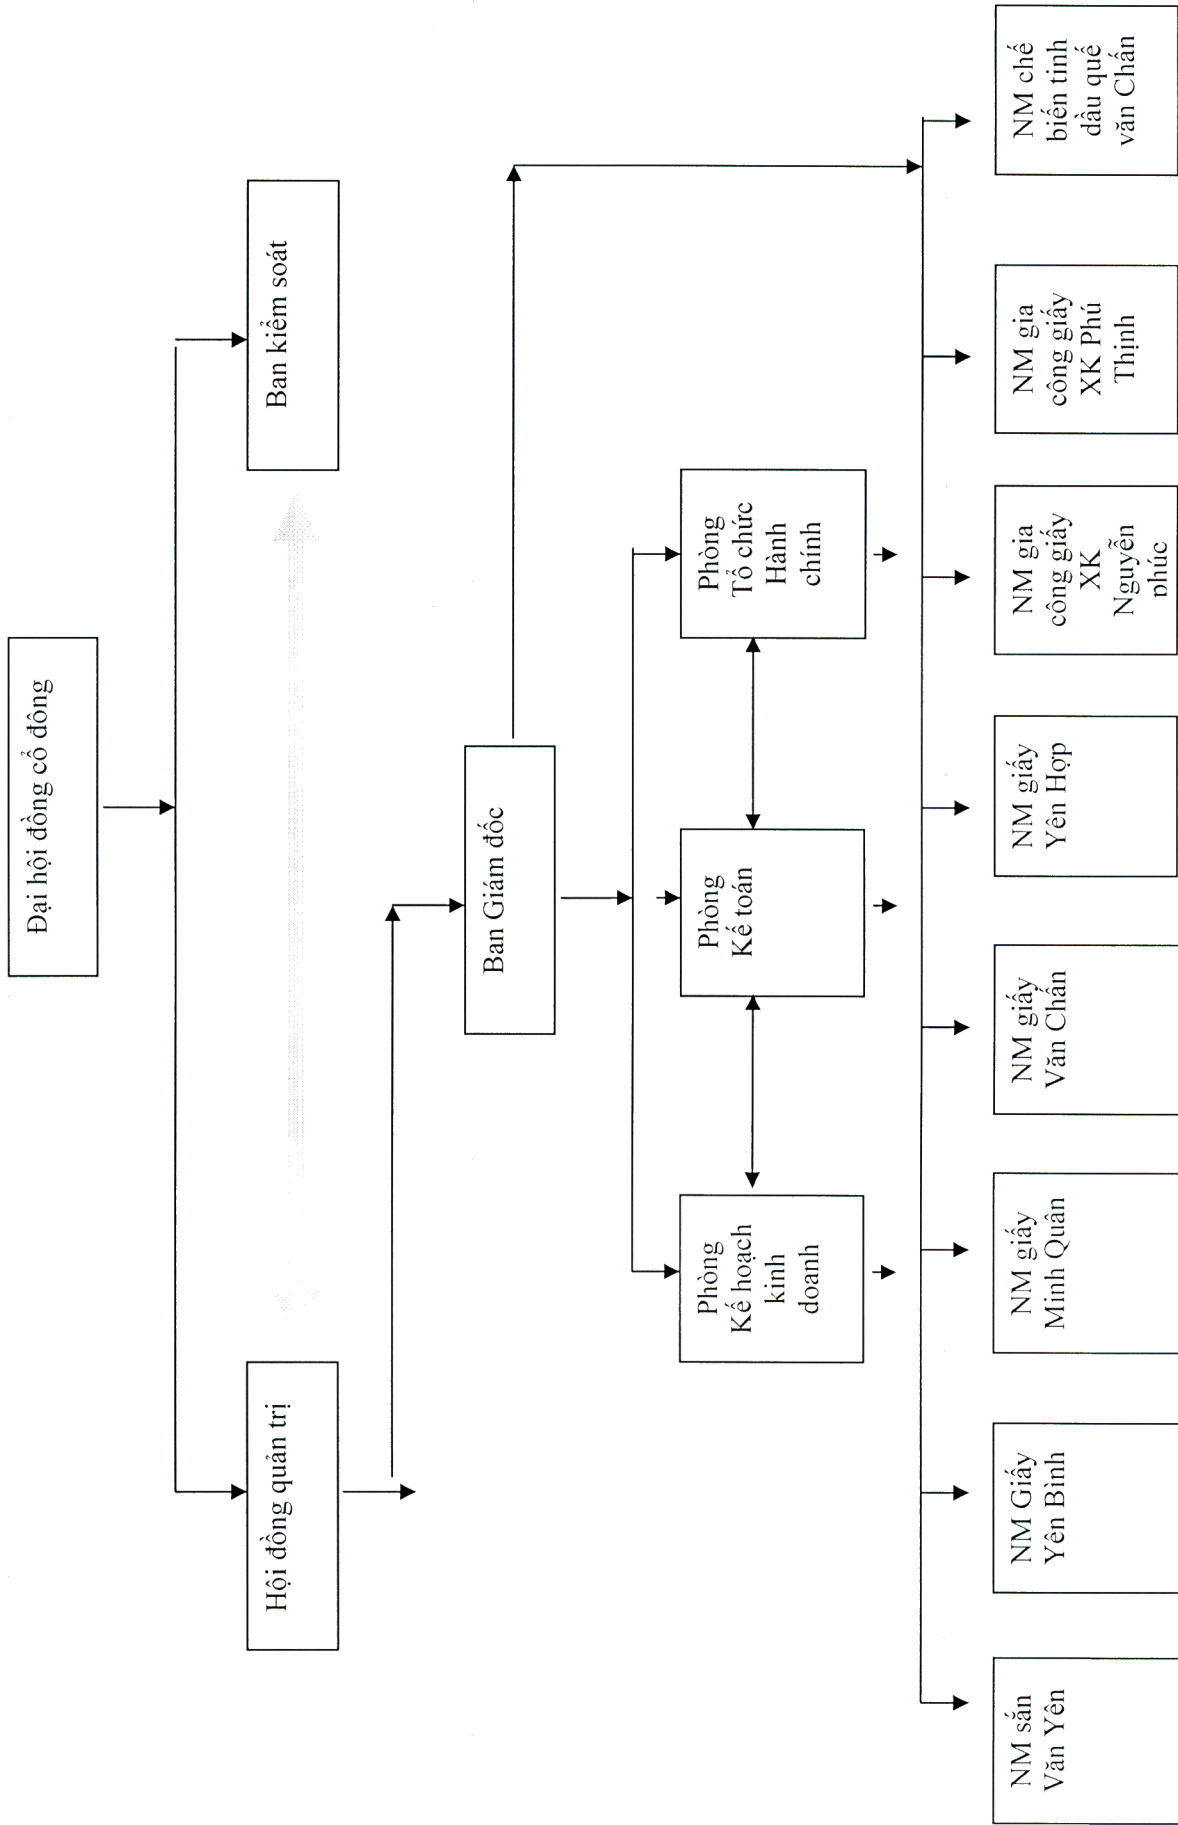 Đại hội đồng cổ đông
Hội đồng quản trị
Ban kiểm soát
Ban Giám đốc
Phòng
Kế hoạch
kinh
doanh
Phòng
Kế toán
Phòng
Tổ chức
Hành
chính
NM sắn
Văn Yên
NM Giấy
Yên Bình
NM giấy
Minh Quân
NM giấy
Văn Chấn
NM giấy
Yên Hợp
NM gia
công giấy
XK
Nguyễn
phúc
NM gia
công giấy
XK Phú
Thịnh
NM chế
biến tinh
dầu quế
văn Chấn